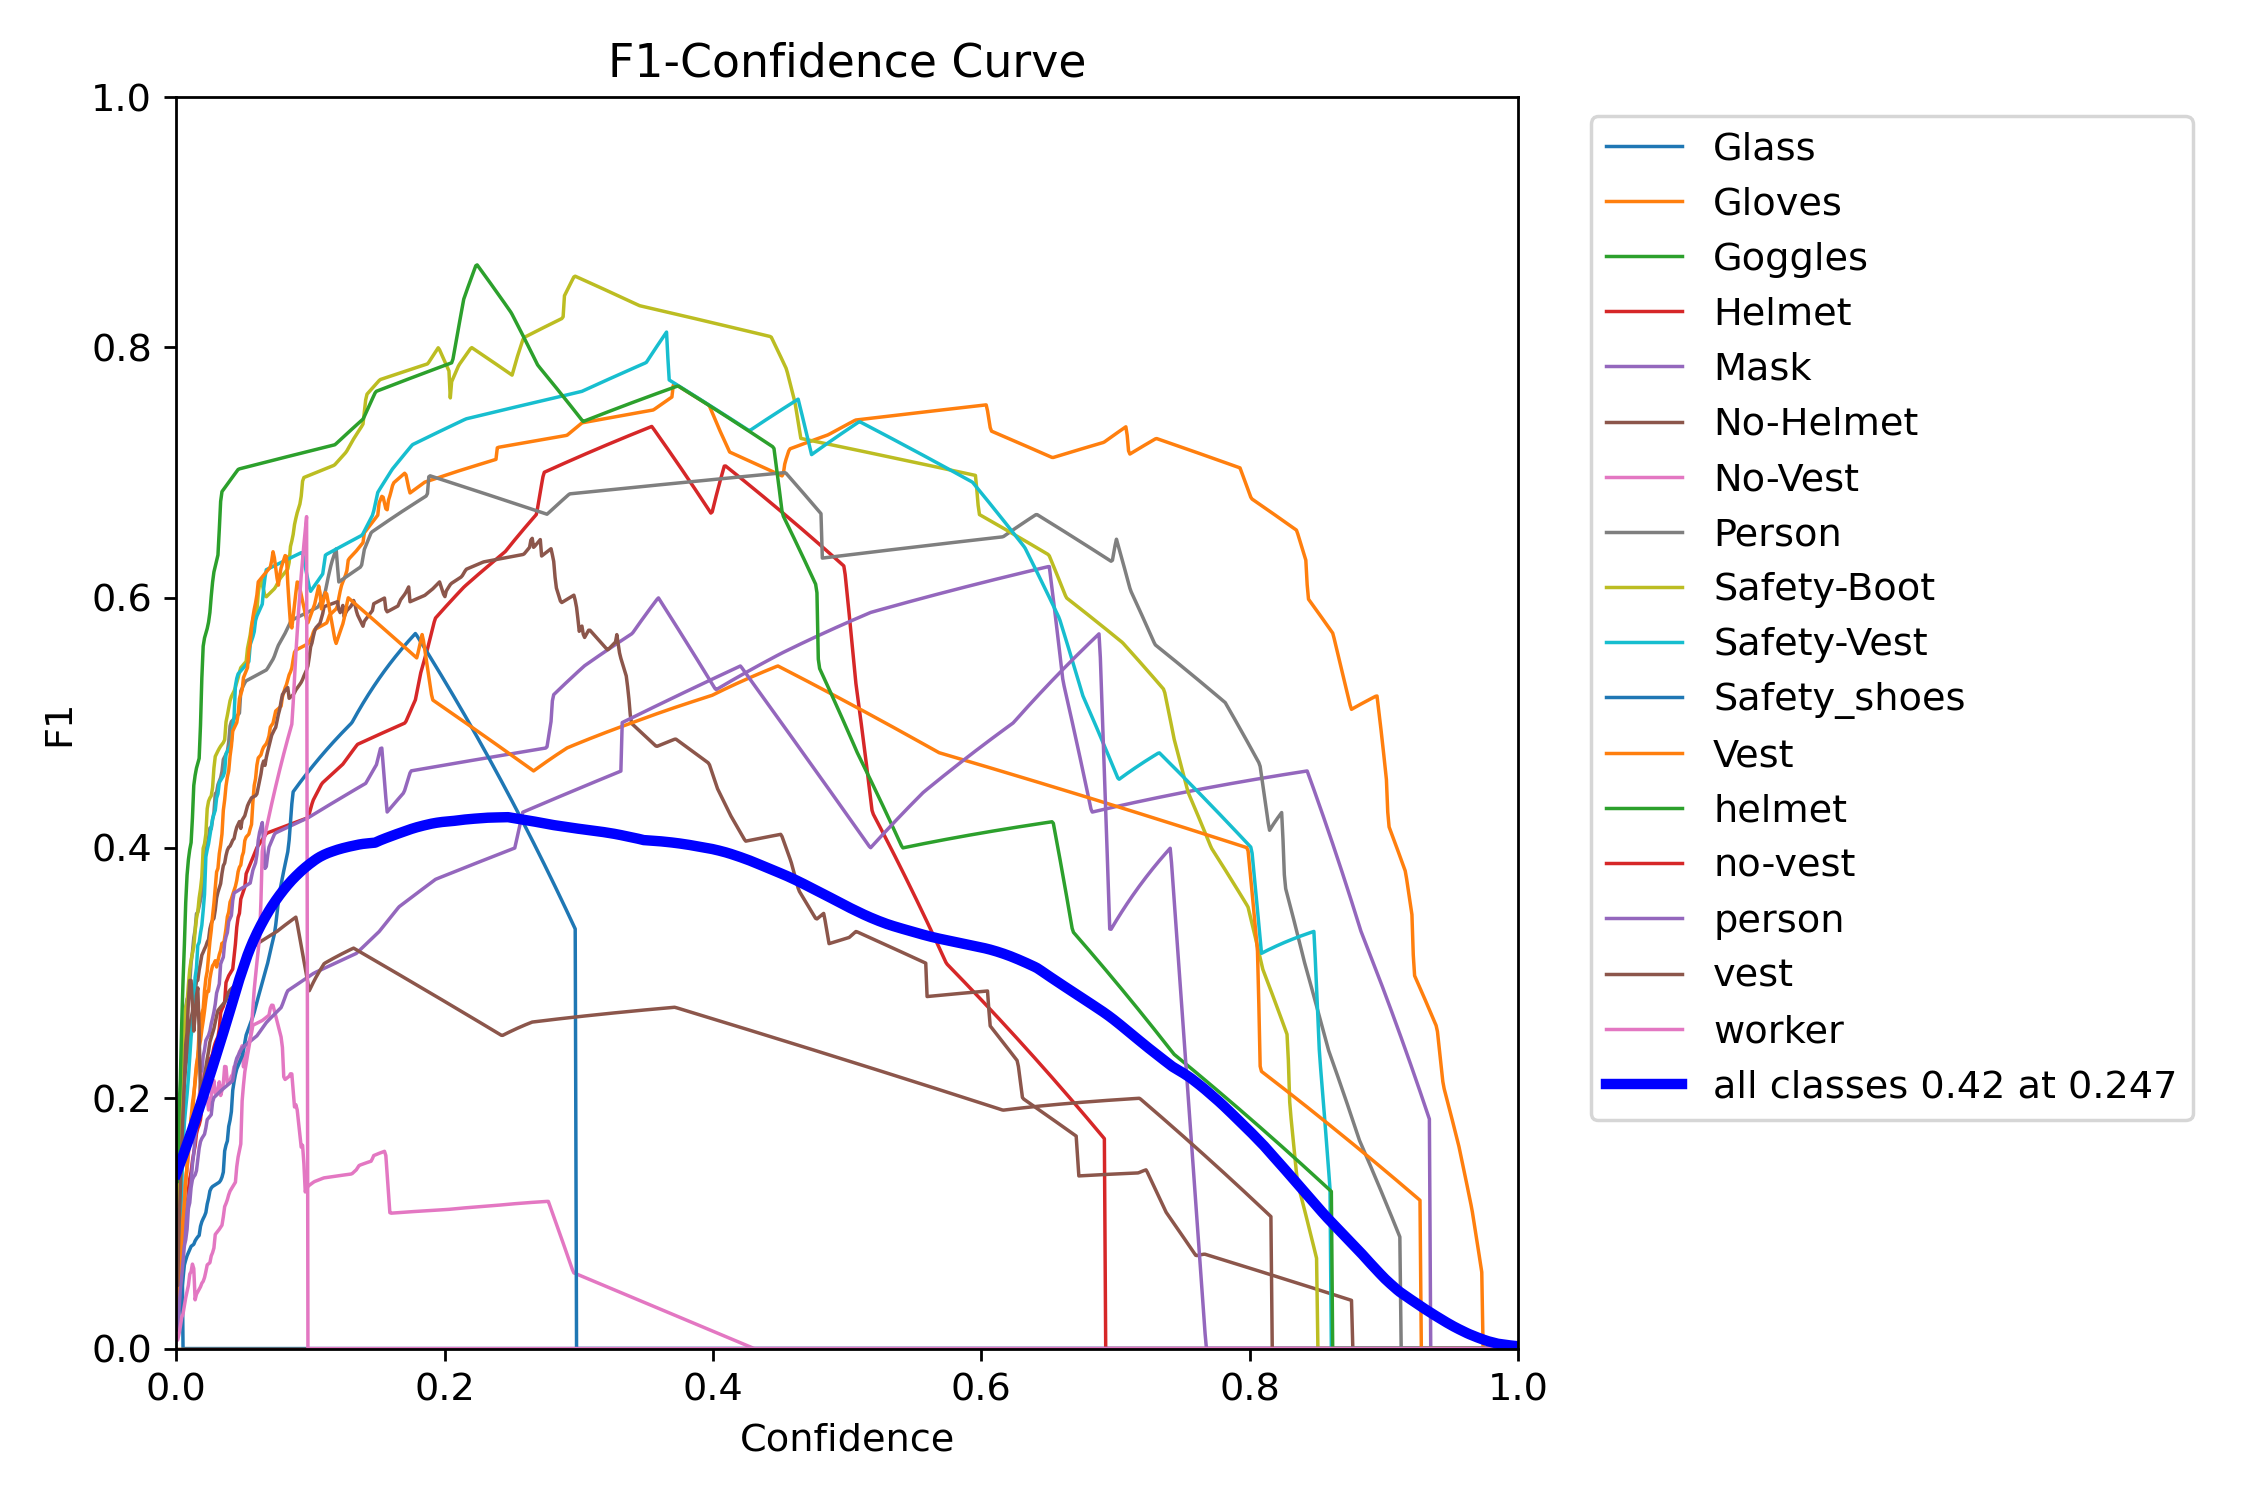 F1-Confidence Curve
1.0
0.8
0.6
0.4
0.2
0.0
F1
0.0 0.2 0.4 0.6 0.8 1.0
Confidence
Glass
Gloves
Goggles
Helmet
Mask
No-Helmet
No-Vest
Person
Safety-Boot
Safety-Vest
Safety_shoes
Vest
helmet
no-vest
person
vest
worker
all classes 0.42 at 0.247